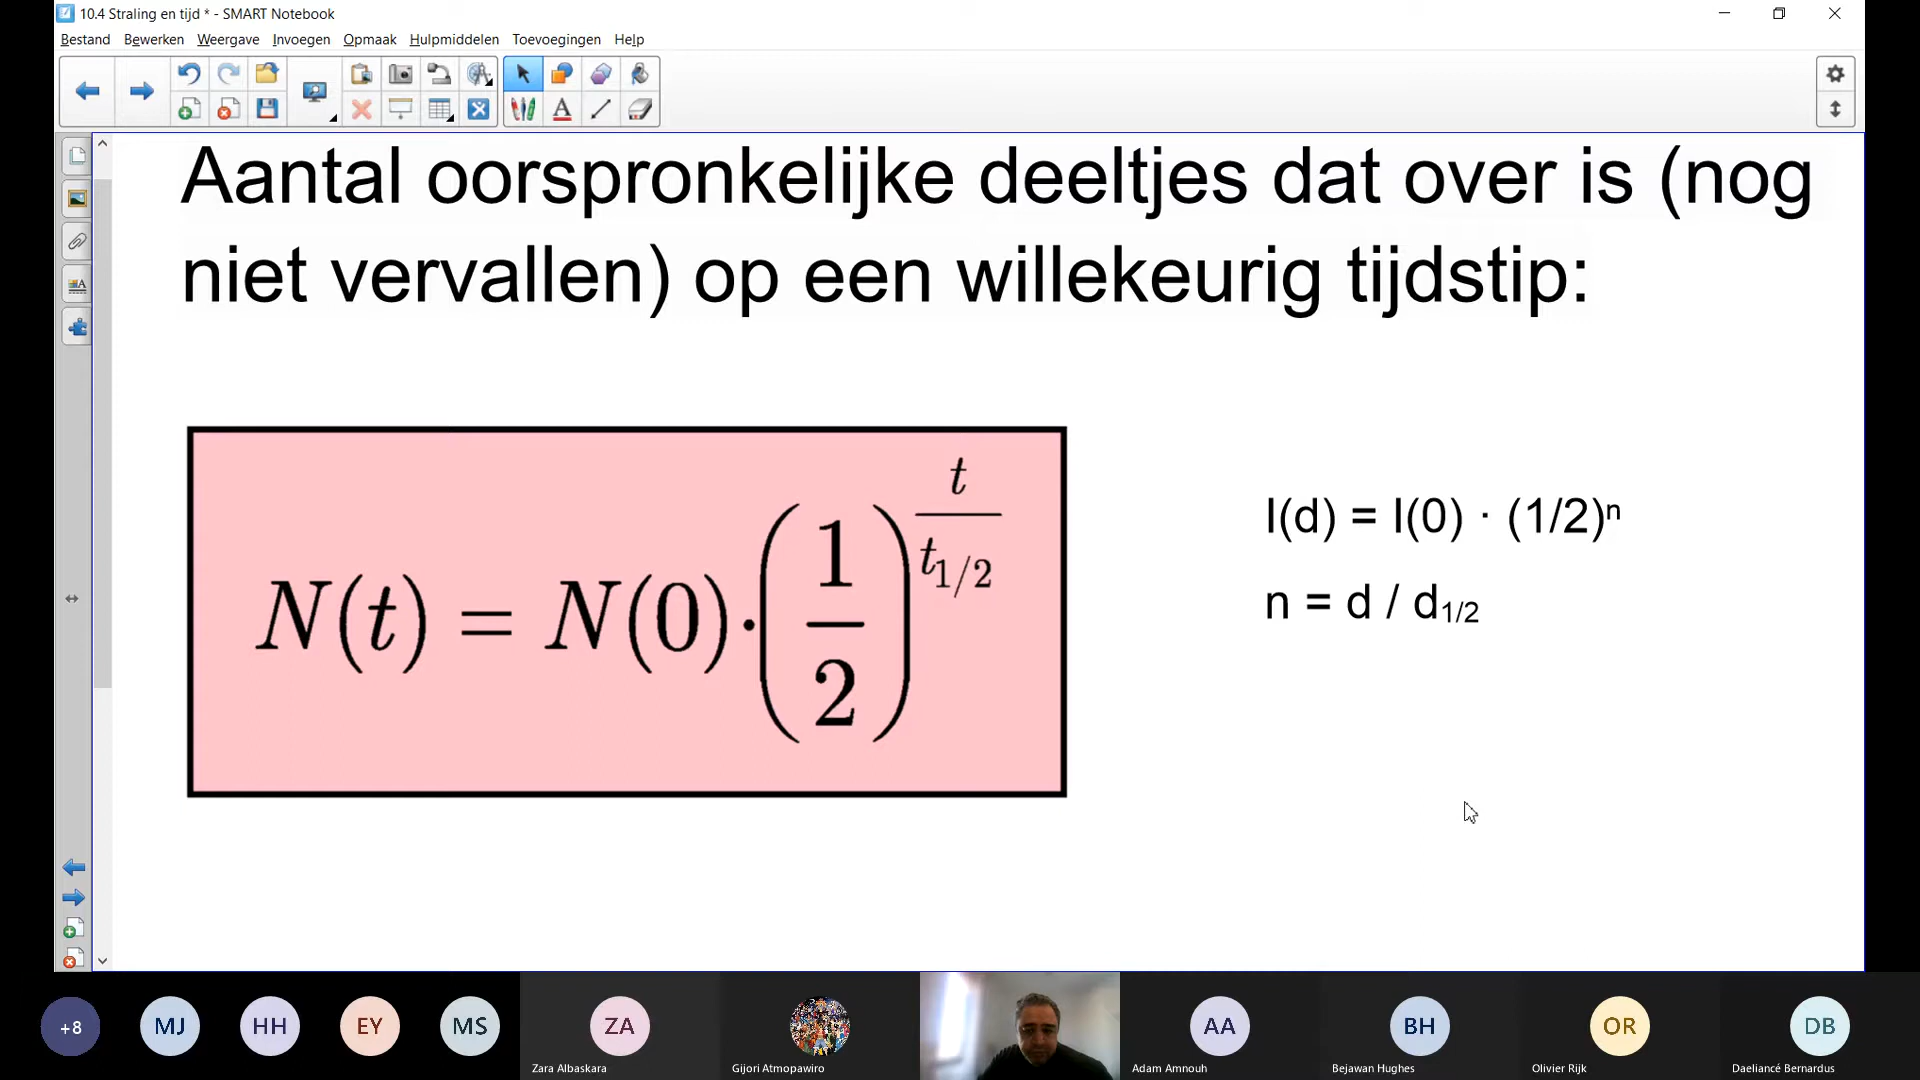 10.4 Straling en tijd * - SMART Notebook
Bestand Bewerken Weergave Invoegen Opmaak Hulpmiddelen Toevoegingen Help
Aantal oorspronkelijke deeltjes dat over is (nog
niet vervallen) op een willekeurig tijdstip:
N(t) = N(0)·(1/2)^(t/t₁/₂)
I(d) = I(0) · (1/2)ⁿ
n = d / d₁/₂
+8 MJ HH EY MS ZA AA BH OR DB
Zara Albaskara Gijori Atmopawiro Adam Amnouh Bejawan Hughes Olivier Rijk Daeliancé Bernardus